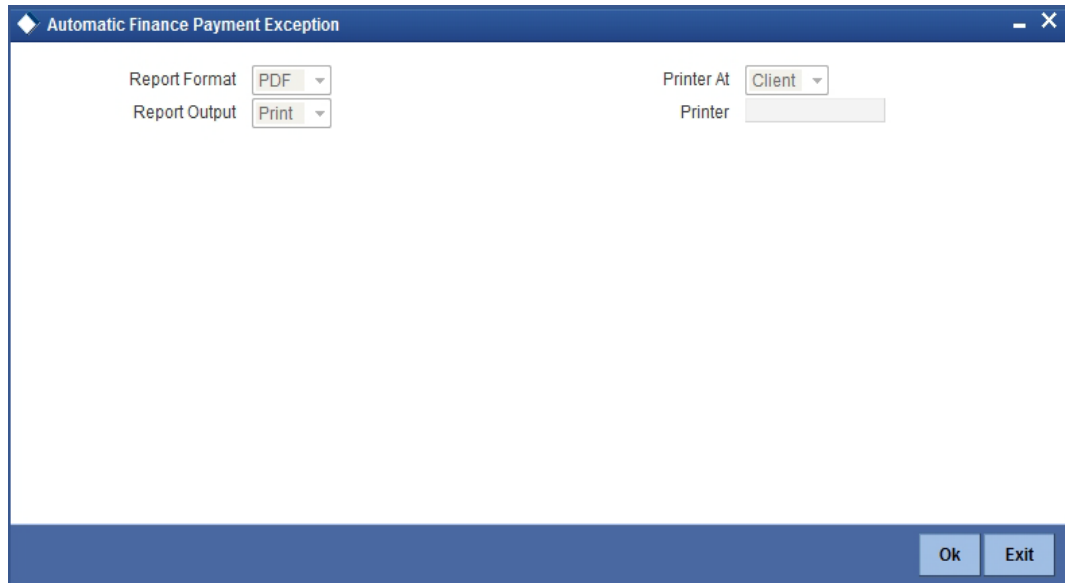 Automatic Finance Payment Exception
Report Format PDF Printer At Client
Report Output Print Printer
Ok Exit